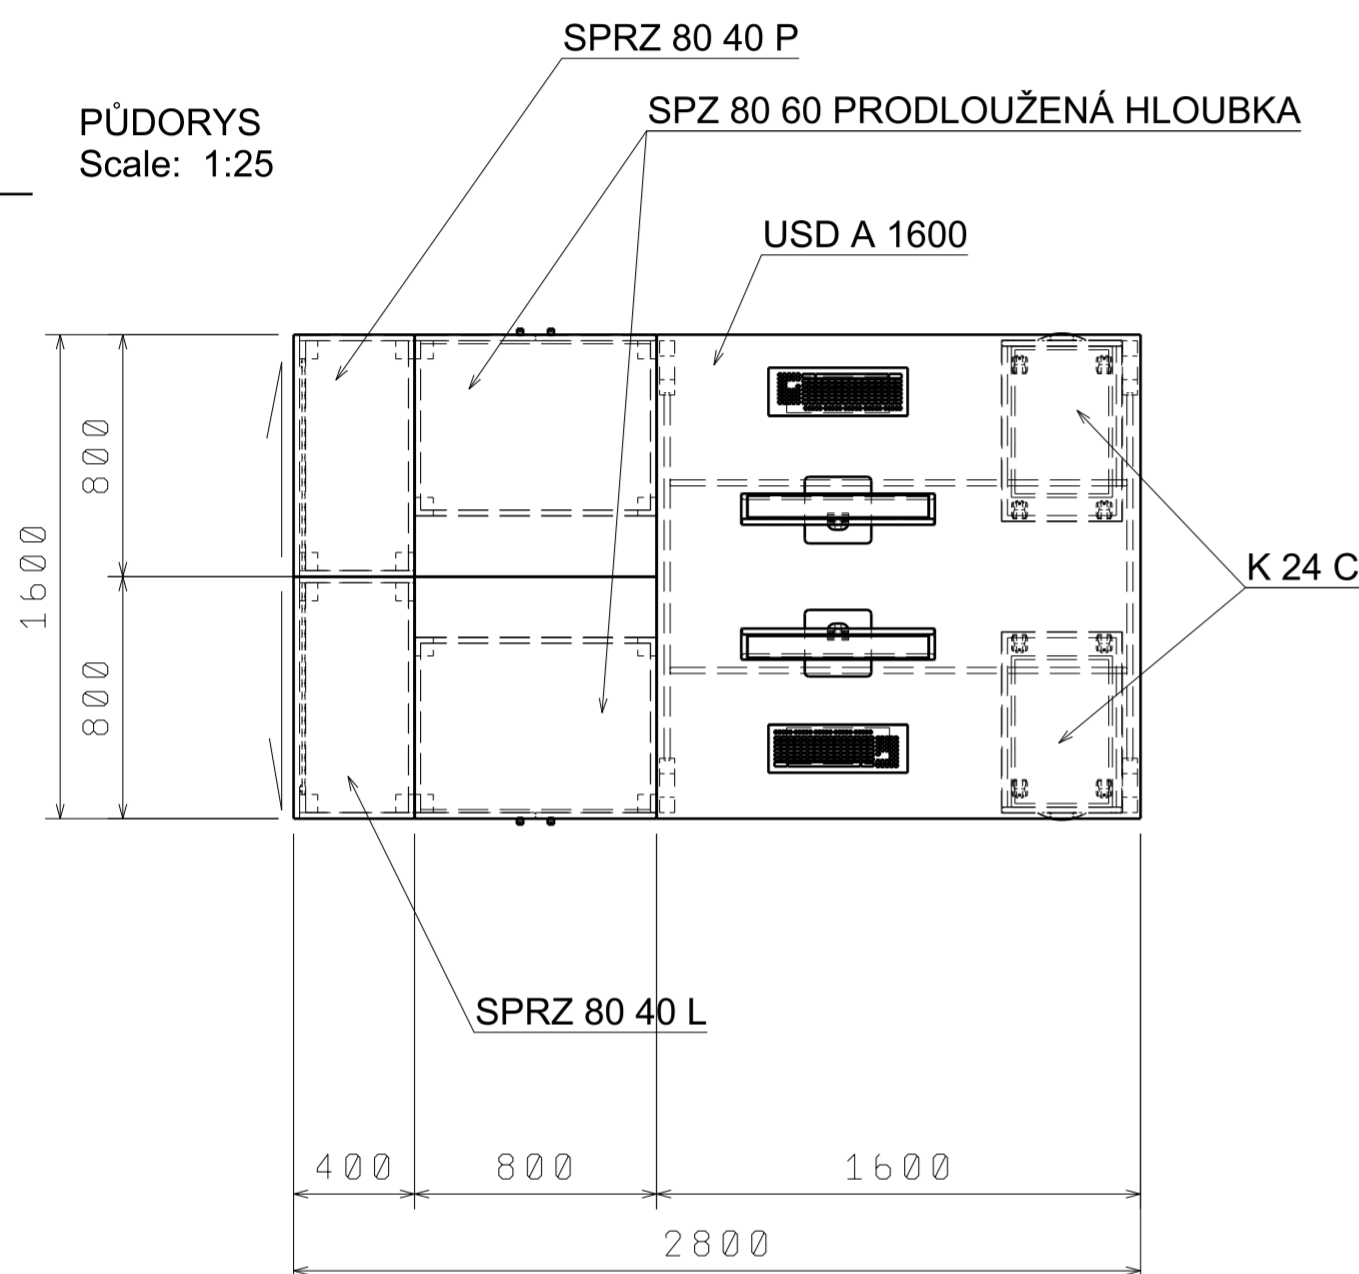 SPRZ 80 40 P
PŮDORYS
Scale: 1:25
SPZ 80 60 PRODLOUŽENÁ HLOUBKA
USD A 1600
800
1600
800
K 24 C
SPRZ 80 40 L
400
800
1600
2800